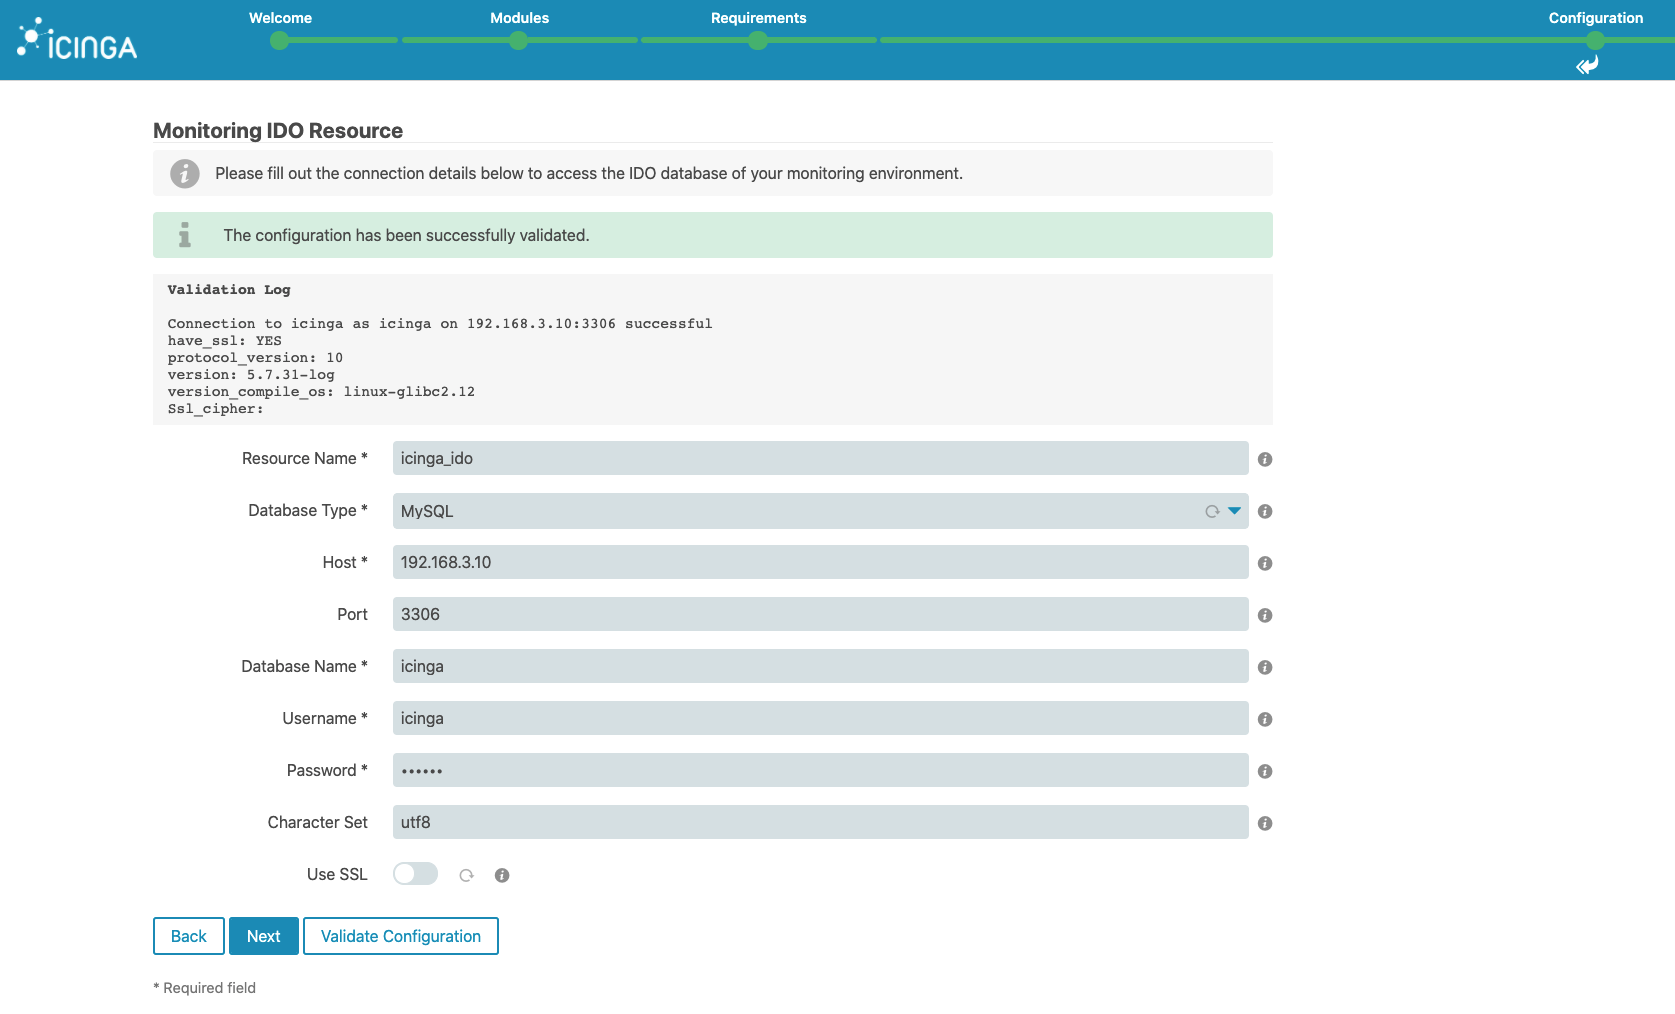 Welcome
Modules
Requirements
Configuration
ICINGA
Monitoring IDO Resource
Please fill out the connection details below to access the IDO database of your monitoring environment.
The configuration has been successfully validated.
Validation Log
Connection to icinga as icinga on 192.168.3.10:3306 successful
have_ssl: YES
protocol_version: 10
version: 5.7.31-log
version_compile_os: linux-glibc2.12
Ssl_cipher:
Resource Name * icinga_ido
Database Type * MySQL
Host * 192.168.3.10
Port 3306
Database Name * icinga
Username * icinga
Password * ••••••
Character Set utf8
Use SSL
Back Next Validate Configuration
* Required field